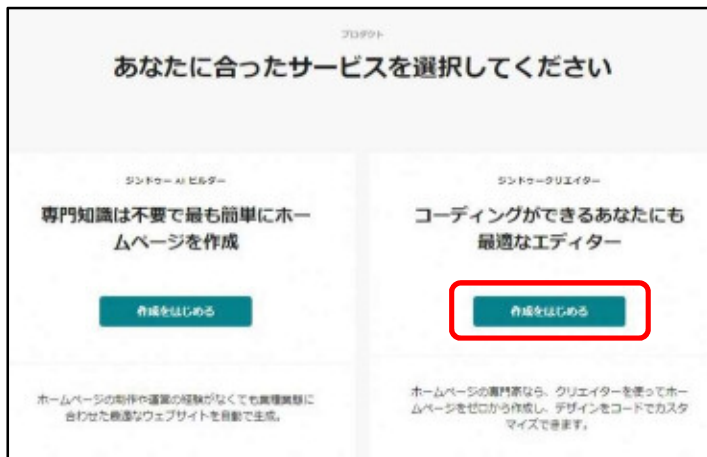 プロダクト
あなたに合ったサービスを選択してください
ジンドゥー AI ビルダー
専門知識は不要で最も簡単にホー
ムページを作成
作成をはじめる
ホームページの制作や運営の経験がなくても業種業態に
合わせた最適なウェブサイトを自動で生成。
ジンドゥークリエイター
コーディングができるあなたにも
最適なエディター
作成をはじめる
ホームページの専門家なら、クリエイターを使ってホー
ムページをゼロから作成し、デザインをコードでカスタ
マイズできます。